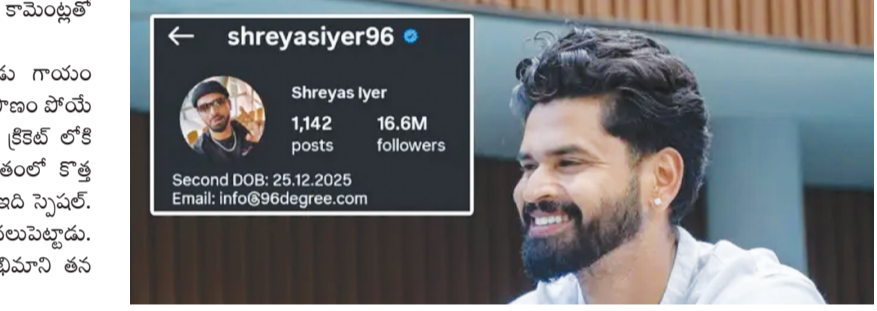 కామెంట్లతో
డు గాయం
ాణం పోయే
క్రికెట్ లోకి
తంలో కొత్త
ఇది స్పెషల్.
దలుపెట్టాడు.
భిమాని తన
← shreyasiyer96
Shreyas Iyer
1,142 16.6M
posts followers
Second DOB: 25.12.2025
Email: info@96degree.com